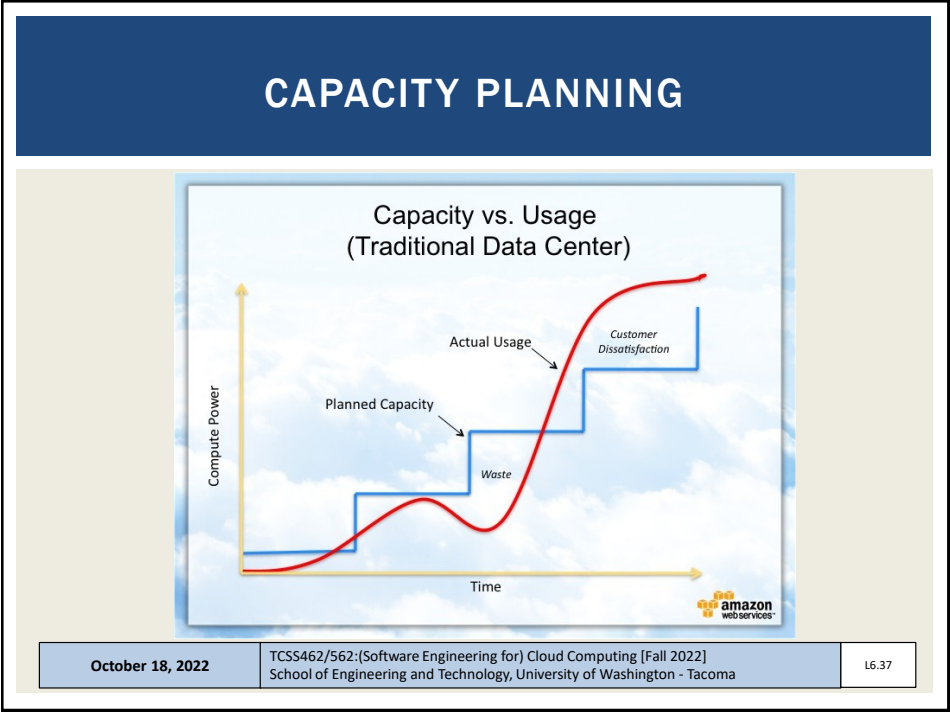 CAPACITY PLANNING
Capacity vs. Usage
(Traditional Data Center)
Customer
Dissatisfaction
Actual Usage
Planned Capacity
Compute Power
Waste
Time
amazon
webservices™
October 18, 2022
TCSS462/562:(Software Engineering for) Cloud Computing [Fall 2022]
School of Engineering and Technology, University of Washington - Tacoma
L6.37